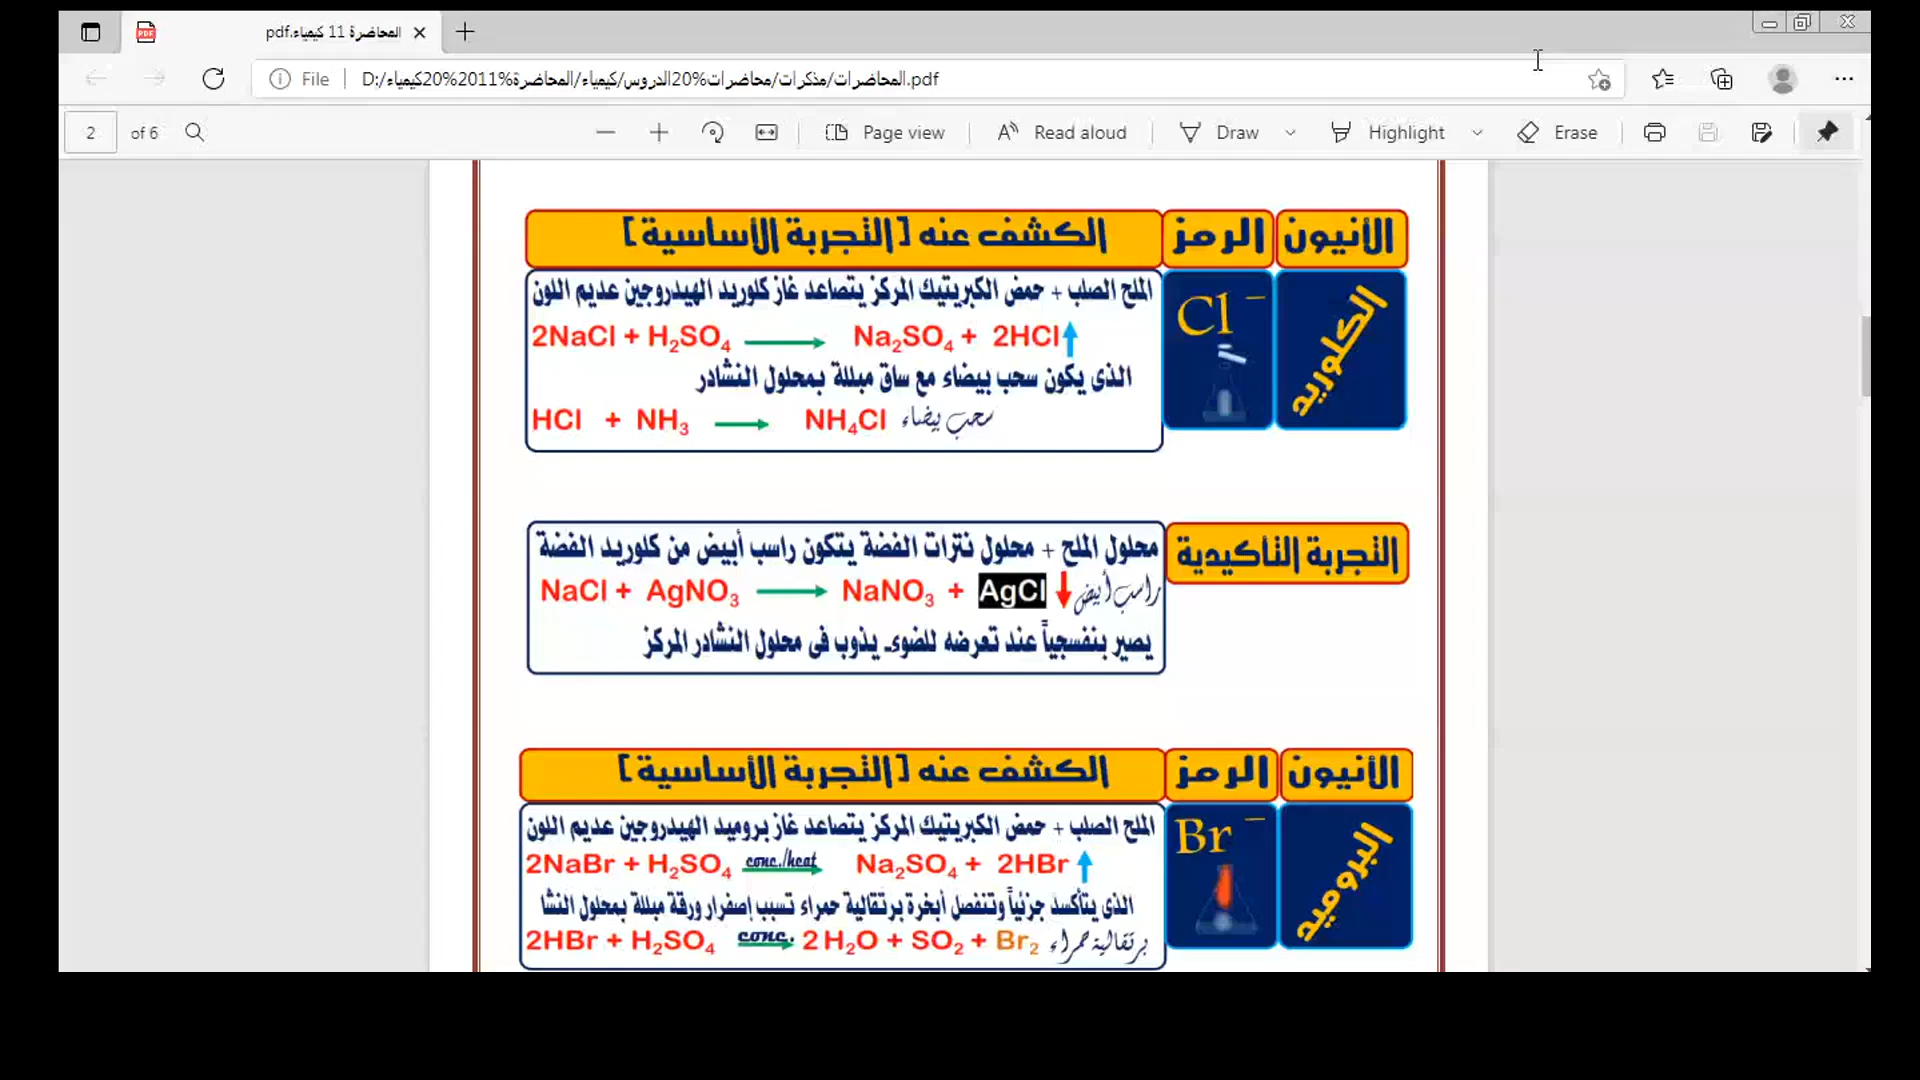 المحاضرة 11 كيمياء.pdf
File
D:/المحاضرات/مذكرات/محاضرات%20الدروس/كيمياء/المحاضرة%2011%20كيمياء.pdf
2 of 6
Page view
Read aloud
Draw
Highlight
Erase
الأنيون الرمز الكشف عنه [التجربة الأساسية]
الكلوريد
Cl⁻
الملح الصلب + حمض الكبريتيك المركز يتصاعد غاز كلوريد الهيدروجين عديم اللون
2NaCl + H₂SO₄ → Na₂SO₄ + 2HCl↑
الذى يكون سحب بيضاء مع ساق مبللة بمحلول النشادر
HCl + NH₃ → NH₄Cl سحب بيضاء
التجربة التأكيدية
محلول الملح + محلول نترات الفضة يتكون راسب أبيض من كلوريد الفضة
NaCl + AgNO₃ → NaNO₃ + AgCl ↓ راسب أبيض
يصير بنفسجياً عند تعرضه للضوء. يذوب فى محلول النشادر المركز
الأنيون الرمز الكشف عنه [التجربة الأساسية]
البروميد
Br⁻
الملح الصلب + حمض الكبريتيك المركز يتصاعد غاز بروميد الهيدروجين عديم اللون
2NaBr + H₂SO₄ conc./heat → Na₂SO₄ + 2HBr ↑
الذى يتأكسد جزئياً وتنفصل أبخرة برتقالية حمراء تسبب إصفرار ورقة مبللة بمحلول النشا
2HBr + H₂SO₄ conc. → 2H₂O + SO₂ + Br₂ برتقالية حمراء